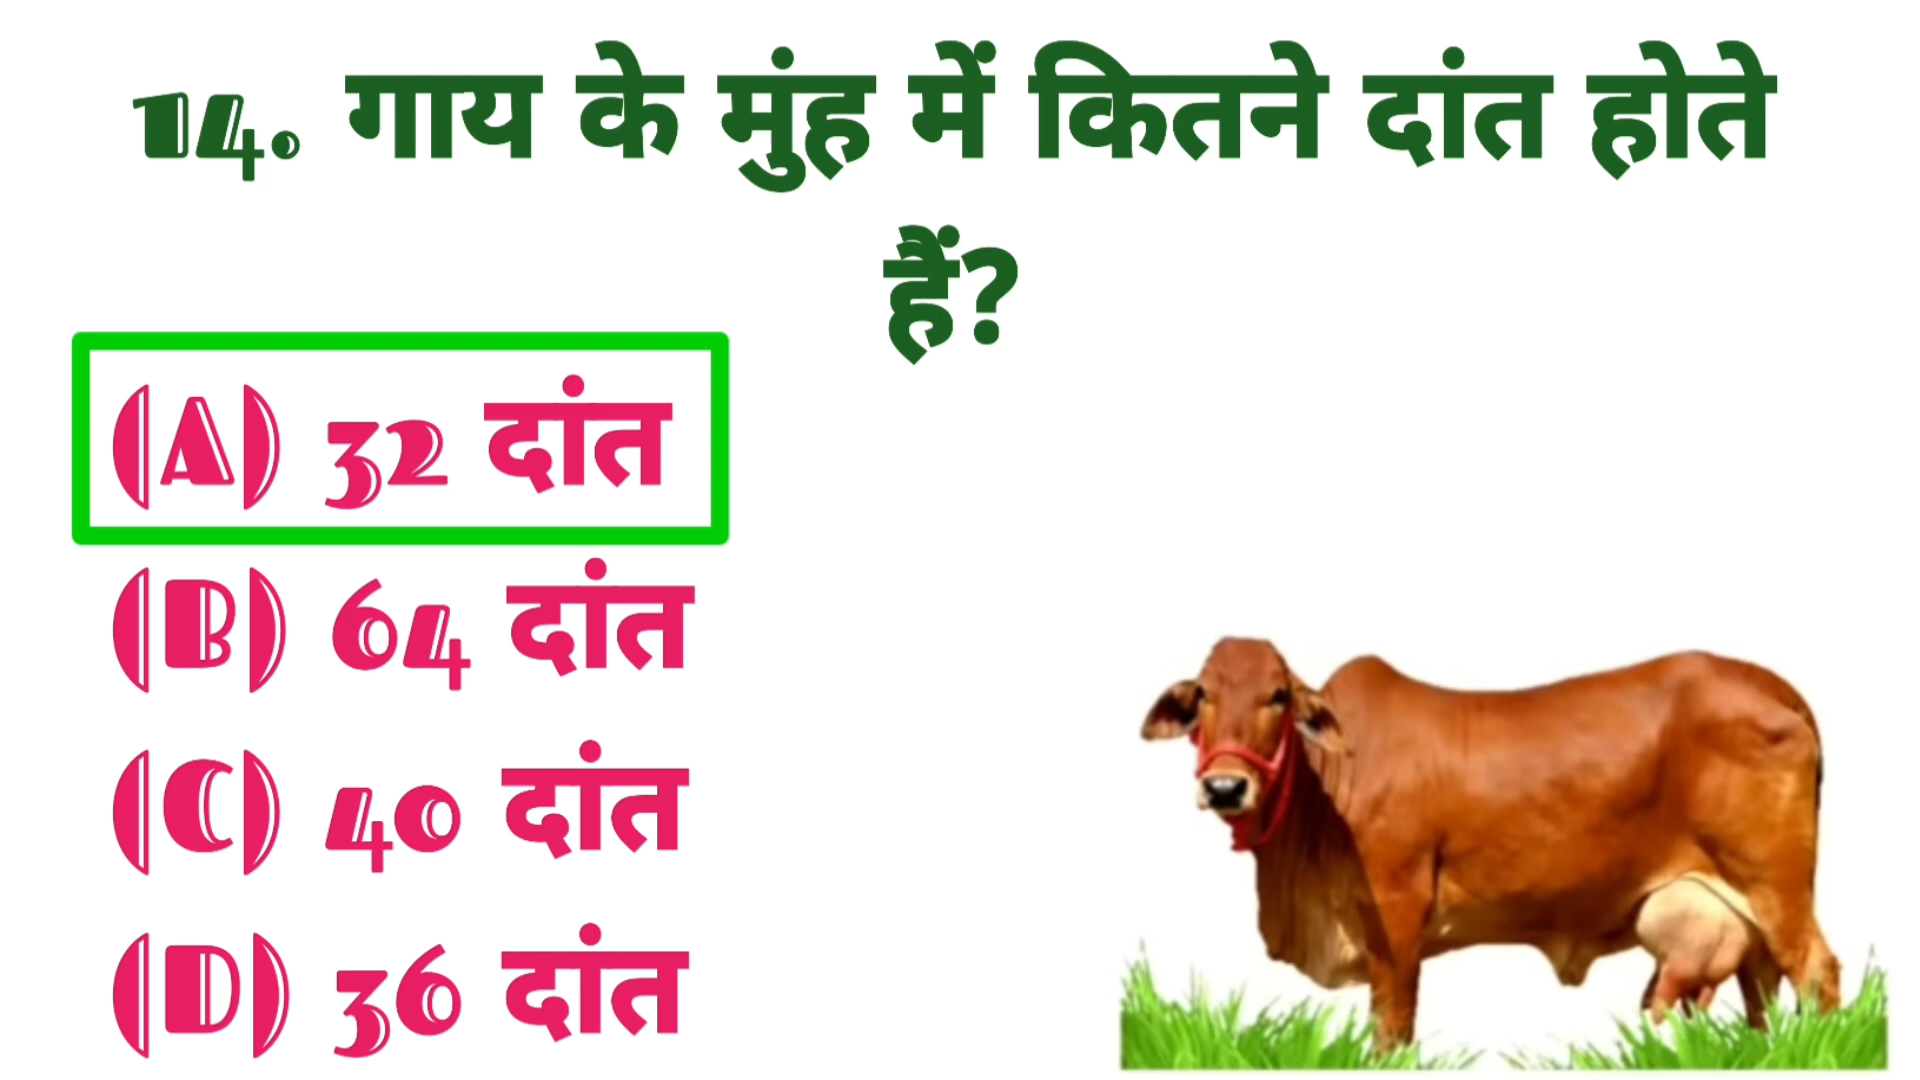 14. गाय के मुंह में कितने दांत होते
हैं?
(A) 32 दांत
(B) 64 दांत
(C) 40 दांत
(D) 36 दांत